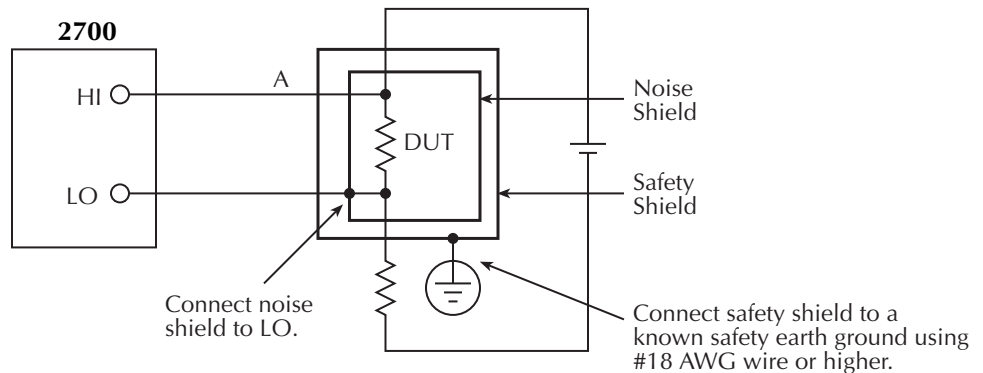 2700
HI
A
LO
DUT
Noise
Shield
Safety
Shield
Connect noise
shield to LO.
Connect safety shield to a
known safety earth ground using
#18 AWG wire or higher.